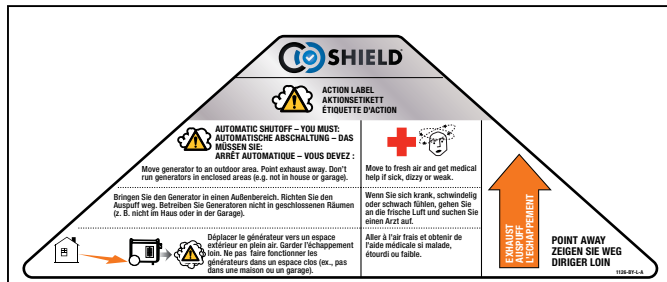 CO SHIELD
ACTION LABEL
AKTIONSETIKETT
ÉTIQUETTE D'ACTION
AUTOMATIC SHUTOFF – YOU MUST:
AUTOMATISCHE ABSCHALTUNG – DAS
MÜSSEN SIE:
ARRÊT AUTOMATIQUE – VOUS DEVEZ :
Move generator to an outdoor area. Point exhaust away. Don't
run generators in enclosed areas (e.g. not in house or garage).
Move to fresh air and get medical
help if sick, dizzy or weak.
Bringen Sie den Generator in einen Außenbereich. Richten Sie den
Auspuff weg. Betreiben Sie Generatoren nicht in geschlossenen Räumen
(z. B. nicht im Haus oder in der Garage).
Wenn Sie sich krank, schwindelig
oder schwach fühlen, gehen Sie
an die frische Luft und suchen Sie
einen Arzt auf.
Déplacer le générateur vers un espace
extérieur en plein air. Garder l'échappement
loin. Ne pas faire fonctionner les
générateurs dans un espace clos (ex., pas
dans une maison ou un garage).
Aller à l'air frais et obtenir de
l'aide médicale si malade,
étourdi ou faible.
EXHAUST
AUSPUFF
L'ECHAPPEMENT
POINT AWAY
ZEIGEN SIE WEG
DIRIGER LOIN
1126-BY-L-A